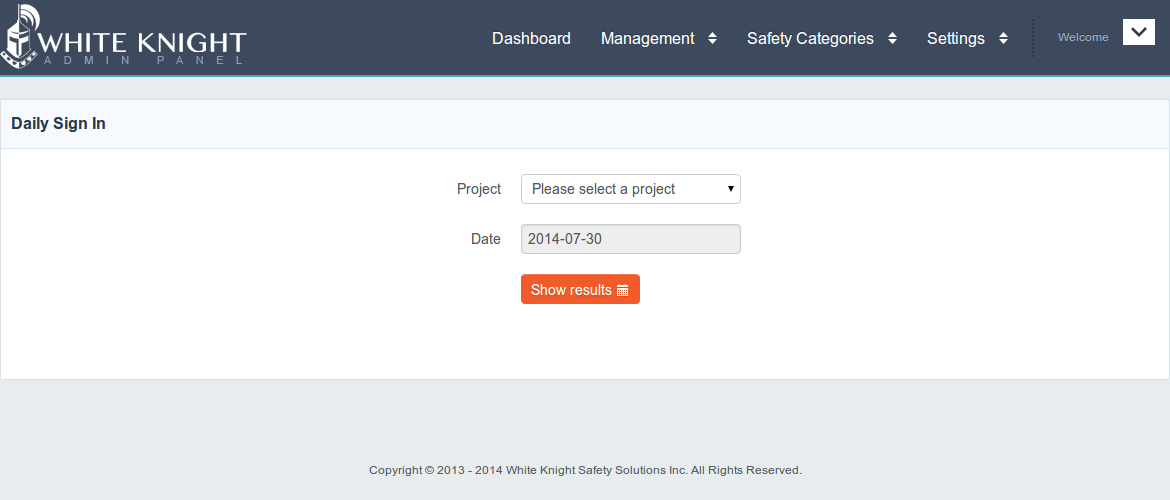 WHITE KNIGHT
ADMIN PANEL
Dashboard Management Safety Categories Settings Welcome
Daily Sign In
Project Please select a project
Date 2014-07-30
Show results
Copyright © 2013 - 2014 White Knight Safety Solutions Inc. All Rights Reserved.